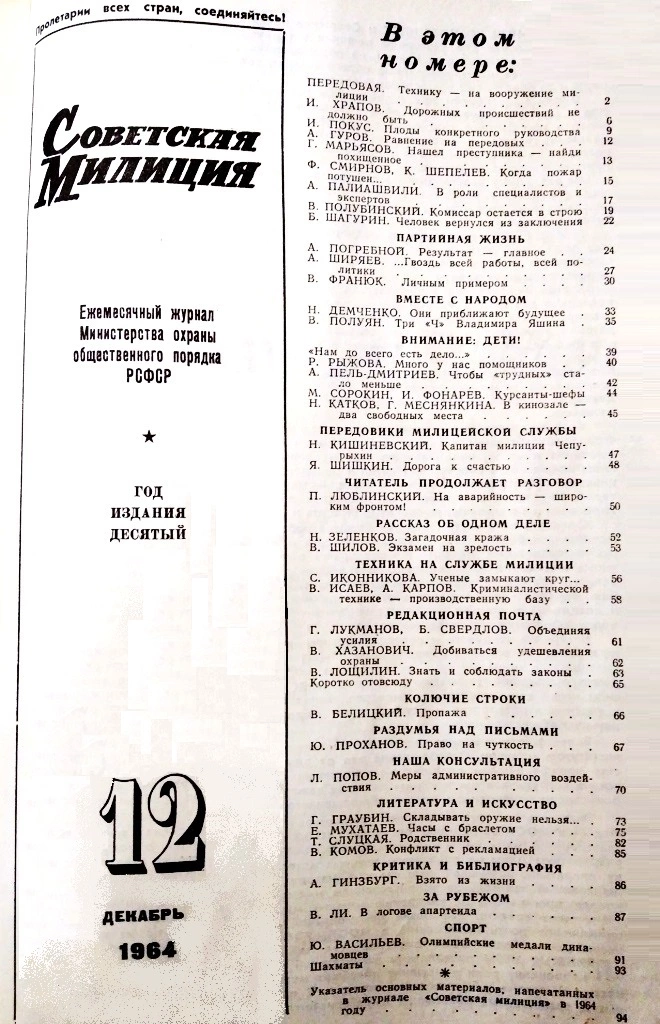 Пролетарии всех стран, соединяйтесь!
СОВЕТСКАЯ
МИЛИЦИЯ
Ежемесячный журнал
Министерства охраны
общественного порядка
РСФСР
★
ГОД
ИЗДАНИЯ
ДЕСЯТЫЙ
12
ДЕКАБРЬ
1964
В этом
номере:
ПЕРЕДОВАЯ. Технику — на вооружение ми-
лиции . . . . . . . . . . 2
И. ХРАПОВ. Дорожных происшествий не
должно быть . . . . . . . . 6
И. ПОКУС. Плоды конкретного руководства 9
А. ГУРОВ. Равнение на передовых . . . 12
Г. МАРЬЯСОВ. Нашел преступника — найди
похищенное . . . . . . . . 13
Ф. СМИРНОВ, К. ШЕПЕЛЕВ. Когда пожар
потушен... . . . . . . . . 15
А. ПАЛИАШВИЛИ. В роли специалистов и
экспертов . . . . . . . . 17
В. ПОЛУБИНСКИЙ. Комиссар остается в строю 19
Б. ШАГУРИН. Человек вернулся из заключения 22
ПАРТИЙНАЯ ЖИЗНЬ
А. ПОГРЕБНОЙ. Результат — главное . . 24
А. ШИРЯЕВ. ...Гвоздь всей работы, всей по-
литики . . . . . . . . . 27
В. ФРАНЮК. Личным примером . . . . 30
ВМЕСТЕ С НАРОДОМ
Н. ДЕМЧЕНКО. Они приближают будущее . 33
В. ПОЛУЯН. Три «Ч» Владимира Яшина . 35
ВНИМАНИЕ: ДЕТИ!
«Нам до всего есть дело...» . . . . . 39
Р. РЫЖОВА. Много у нас помощников . . 40
А. ПЕЛЬ-ДМИТРИЕВ. Чтобы «трудных» ста-
ло меньше . . . . . . . . 42
М. СОРОКИН, И. ФОНАРЕВ. Курсанты-шефы 44
Н. КАТКОВ, Г. МЕСНЯНКИНА. В кинозале —
два свободных места . . . . . 45
ПЕРЕДОВИКИ МИЛИЦЕЙСКОЙ СЛУЖБЫ
Н. КИШИНЕВСКИЙ. Капитан милиции Чепу-
рыхин . . . . . . . . . 47
Я. ШИШКИН. Дорога к счастью . . . . 48
ЧИТАТЕЛЬ ПРОДОЛЖАЕТ РАЗГОВОР
П. ЛЮБЛИНСКИЙ. На аварийность — широ-
ким фронтом! . . . . . . . 50
РАССКАЗ ОБ ОДНОМ ДЕЛЕ
Н. ЗЕЛЕНКОВ. Загадочная кража . . . . 52
В. ШИЛОВ. Экзамен на зрелость . . . . 53
ТЕХНИКА НА СЛУЖБЕ МИЛИЦИИ
С. ИКОННИКОВА. Ученые замыкают круг... 56
В. ИСАЕВ, А. КАРПОВ. Криминалистической
технике — производственную базу . . 58
РЕДАКЦИОННАЯ ПОЧТА
Г. ЛУКМАНОВ, Б. СВЕРДЛОВ. Объединяя
усилия . . . . . . . . . 61
В. ХАЗАНОВИЧ. Добиваться удешевления
охраны . . . . . . . . . 62
В. ЛОЩИЛИН. Знать и соблюдать законы . 63
Коротко отовсюду . . . . . . . . 65
КОЛЮЧИЕ СТРОКИ
В. БЕЛИЦКИЙ. Пропажа . . . . . . 66
РАЗДУМЬЯ НАД ПИСЬМАМИ
Ю. ПРОХАНОВ. Право на чуткость . . . 67
НАША КОНСУЛЬТАЦИЯ
Л. ПОПОВ. Меры административного воздей-
ствия . . . . . . . . . 70
ЛИТЕРАТУРА И ИСКУССТВО
Г. ГРАУБИН. Складывать оружие нельзя... . 73
Е. МУХАТАЕВ. Часы с браслетом . . . . 75
Т. СЛУЦКАЯ. Родственник . . . . . . 82
В. КОМОВ. Конфликт с рекламацией . . . 85
КРИТИКА И БИБЛИОГРАФИЯ
А. ГИНЗБУРГ. Взято из жизни . . . . 86
ЗА РУБЕЖОМ
В. ЛИ. В логове апартеида . . . . . 87
СПОРТ
Ю. ВАСИЛЬЕВ. Олимпийские медали дина-
мовцев . . . . . . . . . 91
Шахматы . . . . . . . . . . 93
*
Указатель основных материалов, напечатанных
в журнале «Советская милиция» в 1964
году . . . . . . . . . . 94